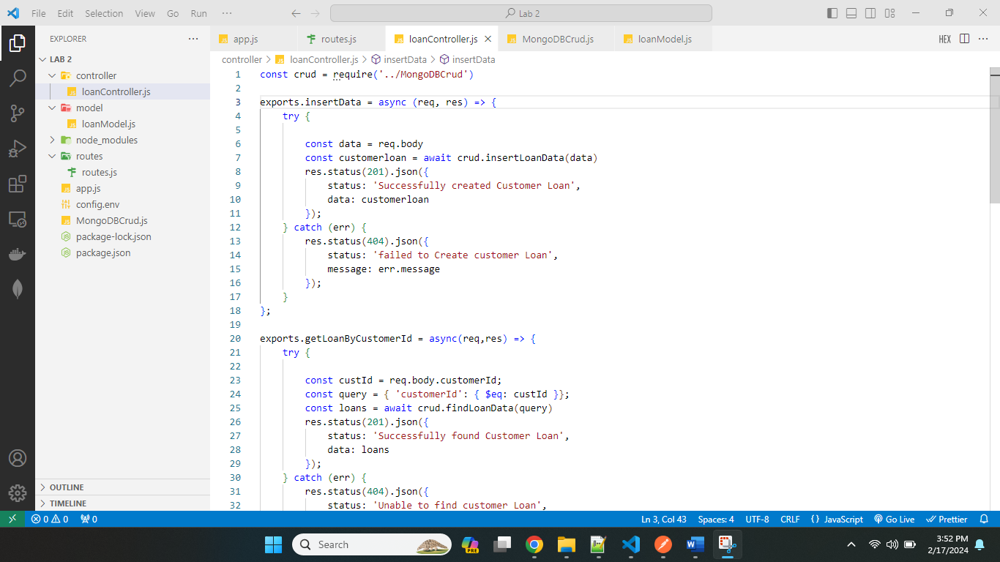 File Edit Selection View Go Run ··· Lab 2
EXPLORER ···
LAB 2
controller
loanController.js
model
loanModel.js
node_modules
routes
routes.js
app.js
config.env
MongoDBCrud.js
package-lock.json
package.json
OUTLINE
TIMELINE
app.js routes.js loanController.js MongoDBCrud.js loanModel.js HEX ···
controller > loanController.js > insertData > insertData
1 const crud = require('../MongoDBCrud')
2
3 exports.insertData = async (req, res) => {
4 try {
5
6 const data = req.body
7 const customerloan = await crud.insertLoanData(data)
8 res.status(201).json({
9 status: 'Successfully created Customer Loan',
10 data: customerloan
11 });
12 } catch (err) {
13 res.status(404).json({
14 status: 'failed to Create customer Loan',
15 message: err.message
16 });
17 }
18 };
19
20 exports.getLoanByCustomerId = async(req,res) => {
21 try {
22
23 const custId = req.body.customerId;
24 const query = { 'customerId': { $eq: custId }};
25 const loans = await crud.findLoanData(query)
26 res.status(201).json({
27 status: 'Successfully found Customer Loan',
28 data: loans
29 });
30 } catch (err) {
31 res.status(404).json({
32 status: 'Unable to find customer Loan',
0 0 0 Ln 3, Col 43 Spaces: 4 UTF-8 CRLF {} JavaScript Go Live Prettier
Search PRE 3:52 PM
2/17/2024